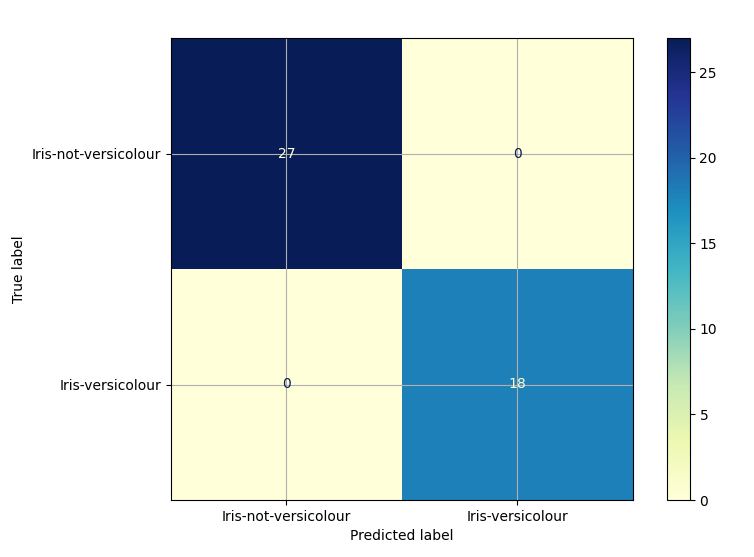 Iris-not-versicolour
27
0
Iris-versicolour
0
18
Iris-not-versicolour
Iris-versicolour
Predicted label
True label
25
20
15
10
5
0